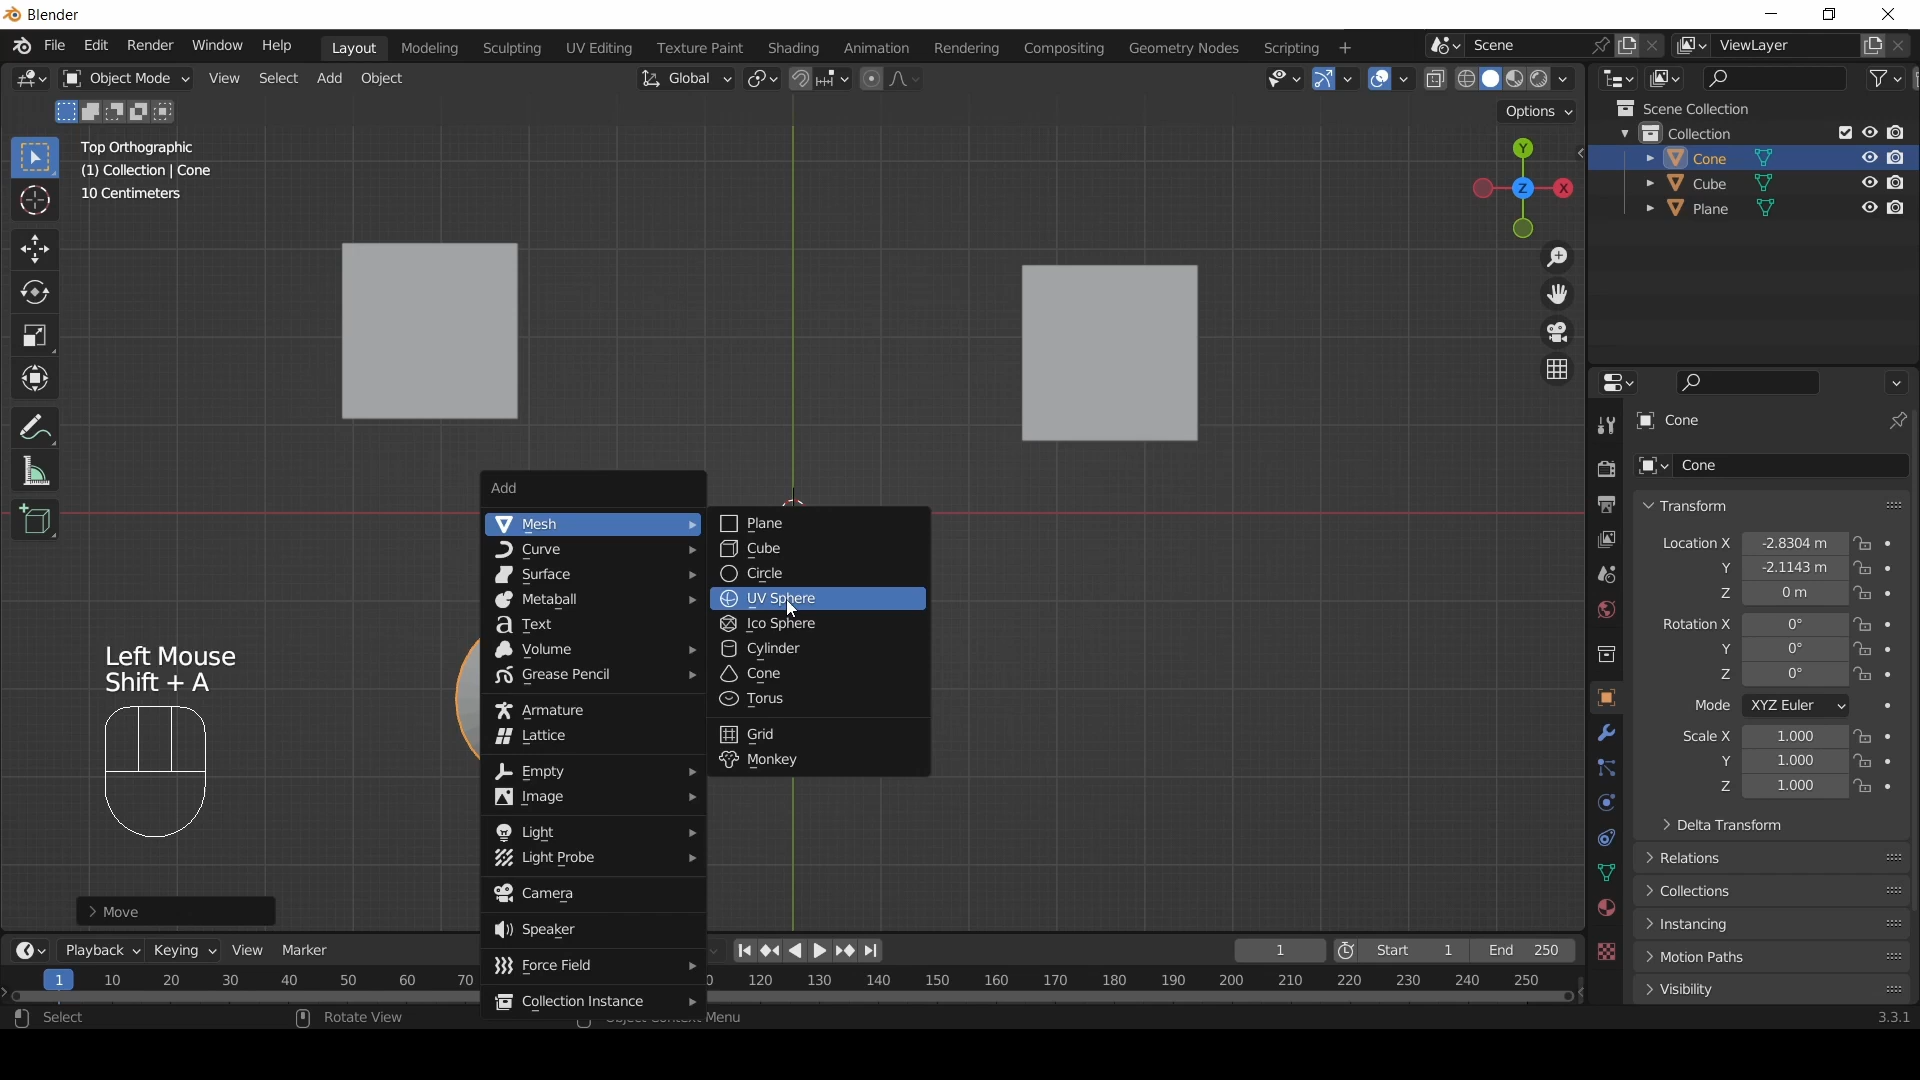 Blender
File Edit Render Window Help Layout Modeling Sculpting UV Editing Texture Paint Shading Animation Rendering Compositing Geometry Nodes Scripting + Scene ViewLayer
Object Mode View Select Add Object Global
Options
Top Orthographic
(1) Collection | Cone
10 Centimeters
Y
X
Z
Scene Collection
Collection
Cone
Cube
Plane
Cone
Cone
Transform
Location X -2.8304 m
Y -2.1143 m
Z 0 m
Rotation X 0°
Y 0°
Z 0°
Mode XYZ Euler
Scale X 1.000
Y 1.000
Z 1.000
Delta Transform
Relations
Collections
Instancing
Motion Paths
Visibility
Add
Mesh
Curve
Surface
Metaball
Text
Volume
Grease Pencil
Armature
Lattice
Empty
Image
Light
Light Probe
Camera
Speaker
Force Field
Collection Instance
Plane
Cube
Circle
UV Sphere
Ico Sphere
Cylinder
Cone
Torus
Grid
Monkey
Left Mouse
Shift + A
Move
Playback Keying View Marker 1 Start 1 End 250
1 10 20 30 40 50 60 70 0 120 130 140 150 160 170 180 190 200 210 220 230 240 250
Select Rotate View Object Context Menu 3.3.1